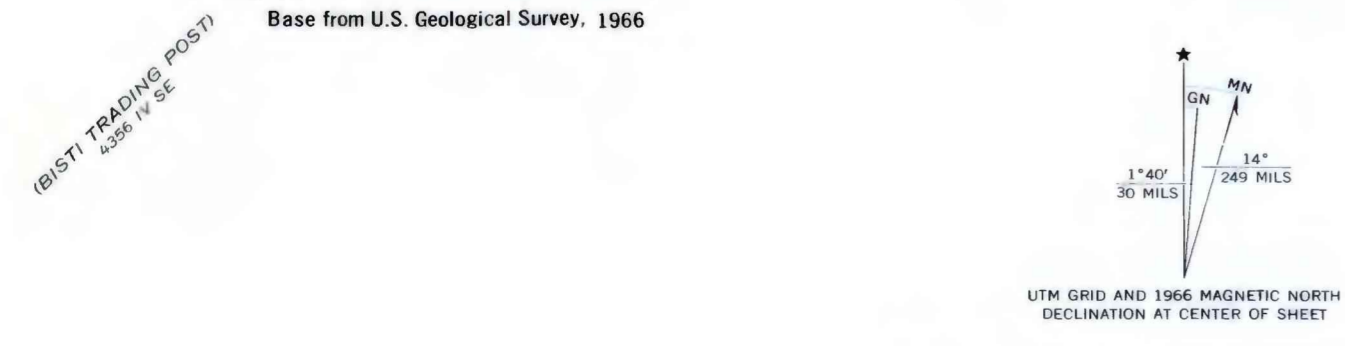 Base from U.S. Geological Survey, 1966
(BISTI TRADING POST)
4356 IV SE
★
GN
MN
1°40'
30 MILS
14°
249 MILS
UTM GRID AND 1966 MAGNETIC NORTH
DECLINATION AT CENTER OF SHEET